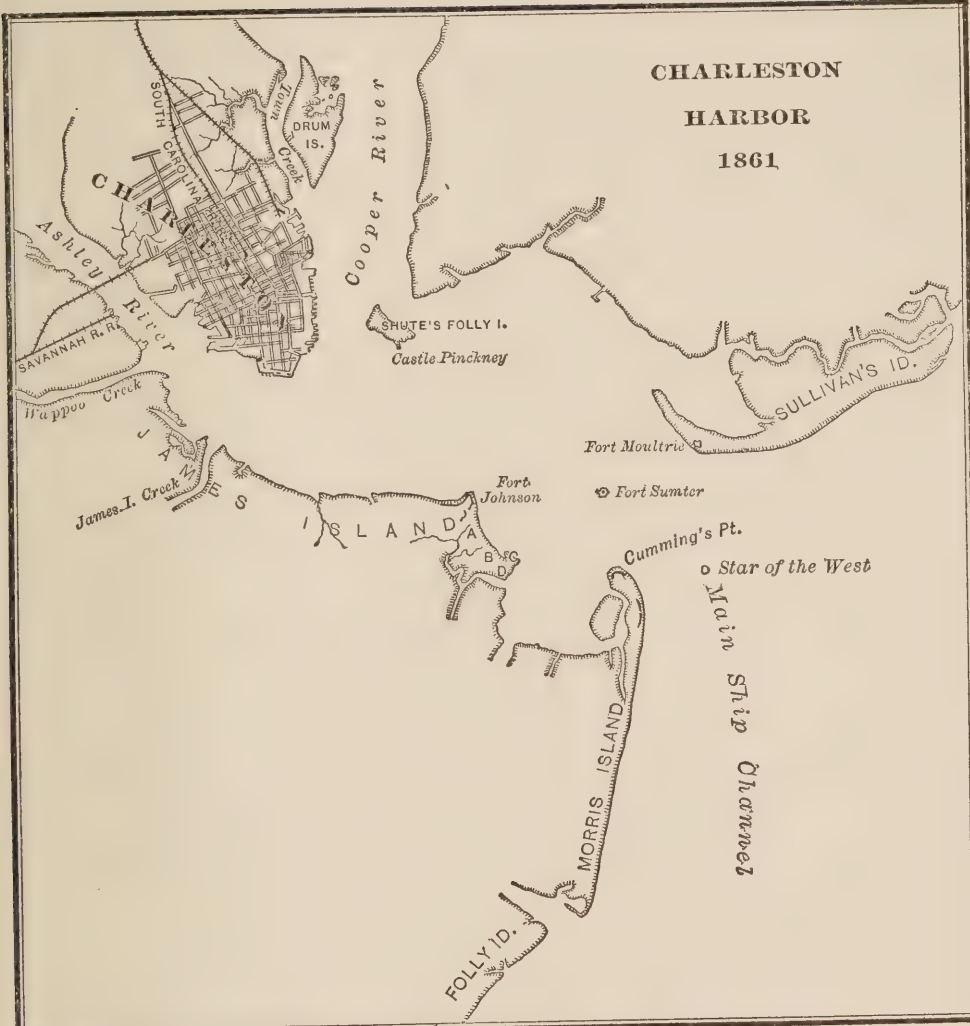 CHARLESTON
HARBOR
1861
SOUTH CAROLINA
Town Creek
DRUM
IS.
Cooper River
CHARLESTON
Ashley River
SAVANNAH R. R.
Wappoo Creek
SHUTE'S FOLLY I.
Castle Pinckney
SULLIVAN'S ID.
Fort Moultrie
JAMES ISLAND
James I. Creek
Fort
Johnson
Fort Sumter
A
B
C
D
Cumming's Pt.
Star of the West
Main Ship Channel
MORRIS ISLAND
FOLLY ID.